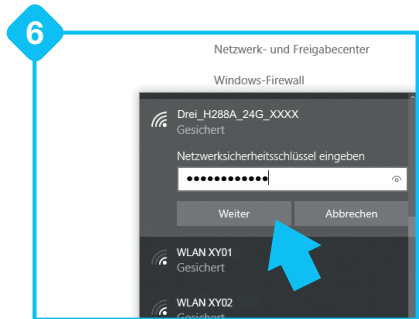 6
Netzwerk- und Freigabecenter
Windows-Firewall
Drei_H288A_24G_XXXX
Gesichert
Netzwerksicherheitsschlüssel eingeben
●●●●●●●●●●●●
Weiter Abbrechen
WLAN XY01
Gesichert
WLAN XY02
Gesichert